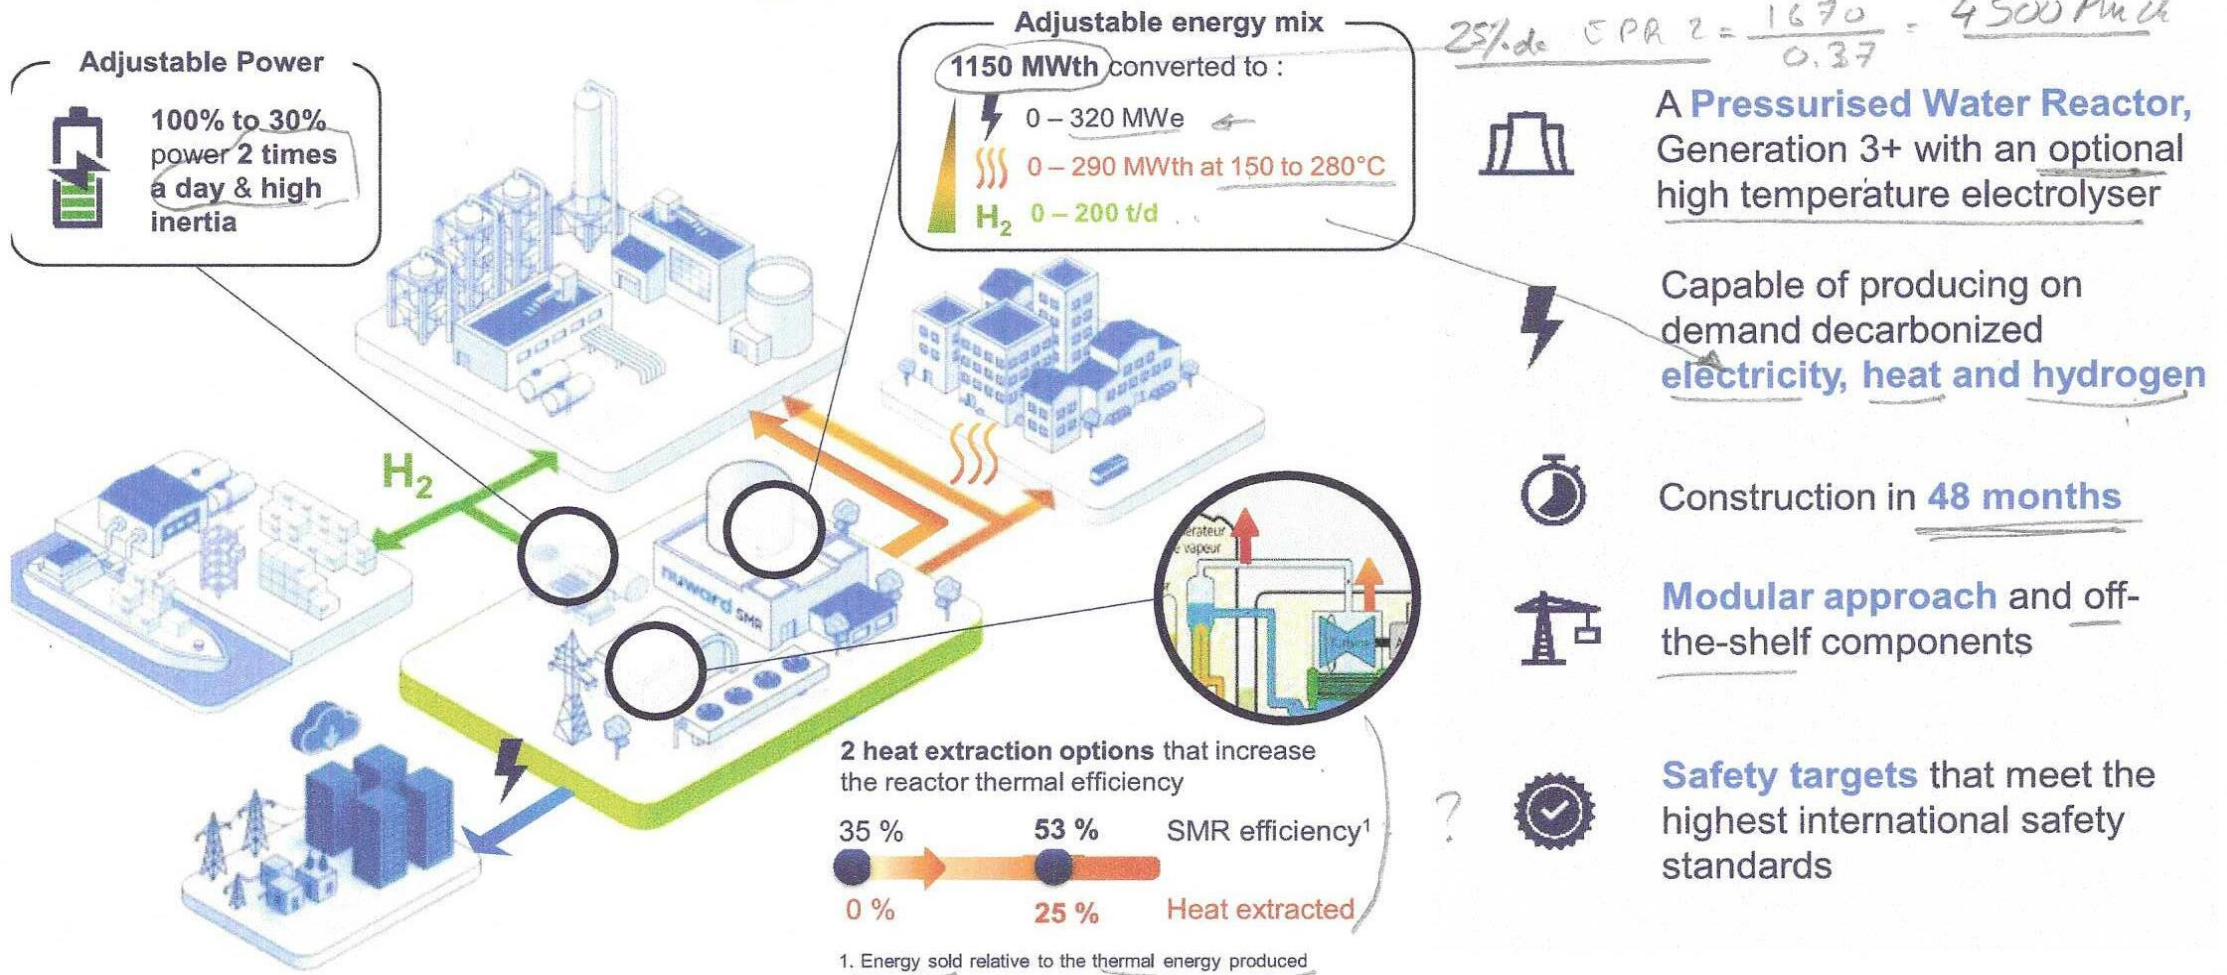 Adjustable Power
100% to 30%
power 2 times
a day & high
inertia
Adjustable energy mix
1150 MWth converted to :
0 – 320 MWe
0 – 290 MWth at 150 to 280°C
H₂ 0 – 200 t/d
25% de EPR 2 = 1670
0.37
= 4500 MWth
A Pressurised Water Reactor,
Generation 3+ with an optional
high temperature electrolyser
Capable of producing on
demand decarbonized
electricity, heat and hydrogen
Construction in 48 months
Modular approach and off-
the-shelf components
Safety targets that meet the
highest international safety
standards
H₂
nuward SMR
érateur
vapeur
2 heat extraction options that increase
the reactor thermal efficiency
35 % 53 % SMR efficiency¹
0 % 25 % Heat extracted
?
1. Energy sold relative to the thermal energy produced